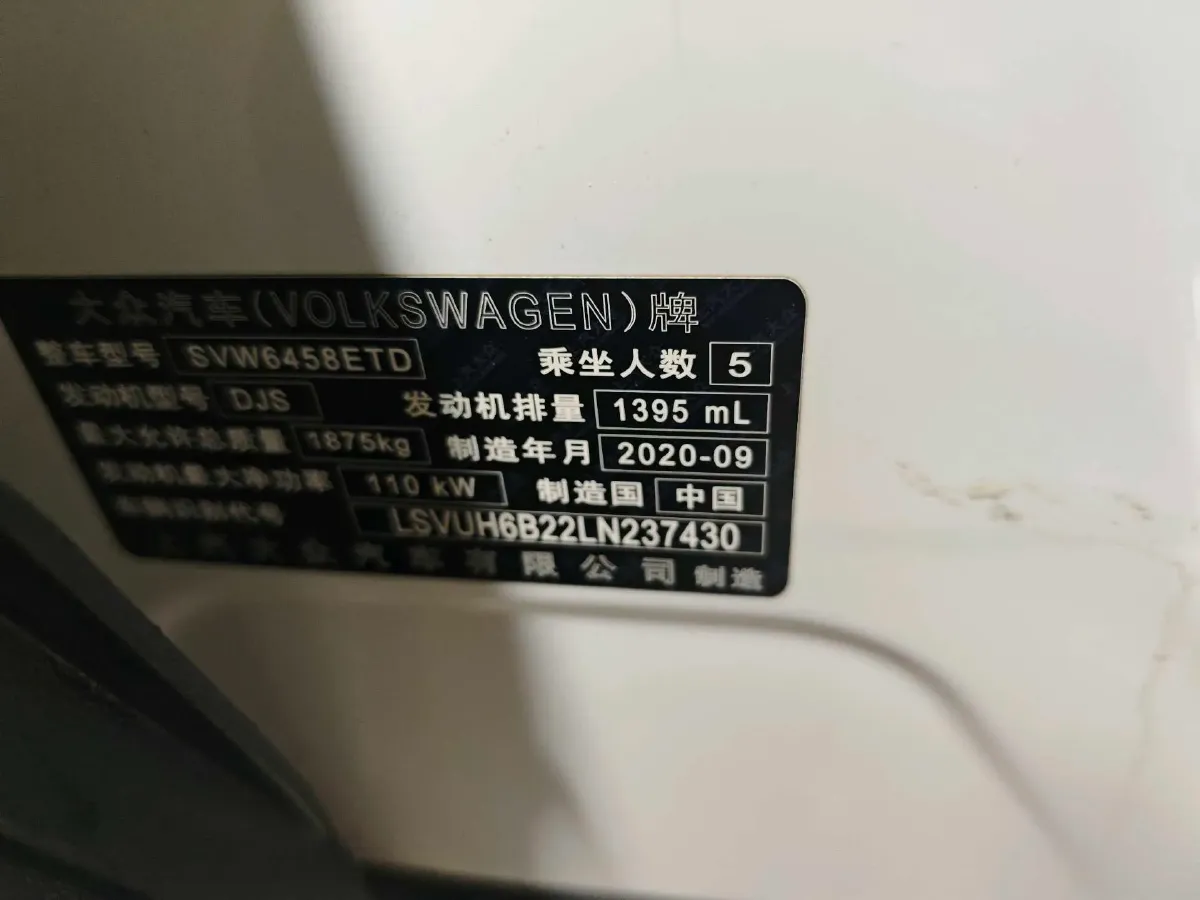 大众汽车(VOLKSWAGEN)牌
整车型号 SVW6458ETD 乘坐人数 5
发动机型号 DJS 发动机排量 1395 mL
最大允许总质量 1875kg 制造年月 2020-09
发动机最大净功率 110 kW 制造国 中国
车辆识别代号 LSVUH6B22LN237430
上汽大众汽车有限公司 制造